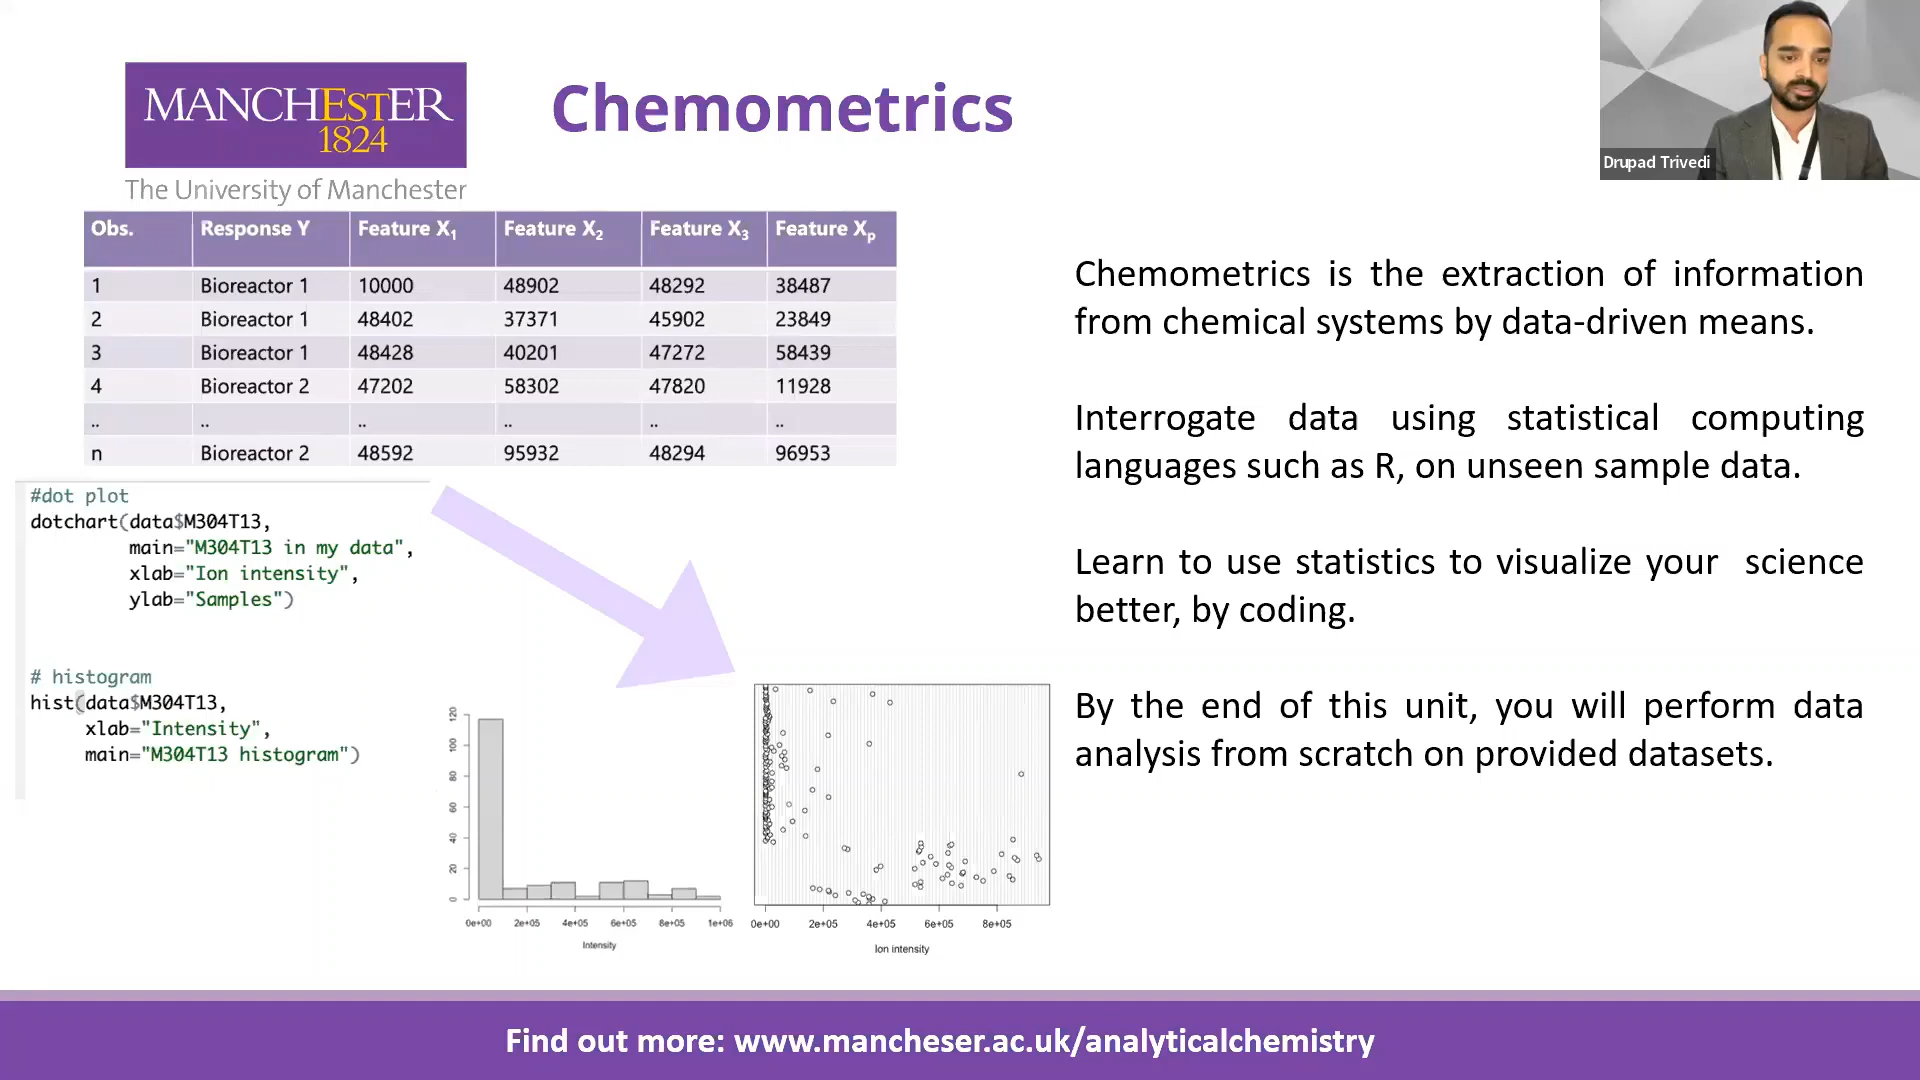 MANCHESTER
1824
The University of Manchester
Chemometrics
Drupad Trivedi
Obs. Response Y Feature X1 Feature X2 Feature X3 Feature Xp
1 Bioreactor 1 10000 48902 48292 38487
2 Bioreactor 1 48402 37371 45902 23849
3 Bioreactor 1 48428 40201 47272 58439
4 Bioreactor 2 47202 58302 47820 11928
.. .. .. .. .. ..
n Bioreactor 2 48592 95932 48294 96953
#dot plot
dotchart(data$M304T13,
main="M304T13 in my data",
xlab="Ion intensity",
ylab="Samples")
# histogram
hist(data$M304T13,
xlab="Intensity",
main="M304T13 histogram")
120
100
80
60
40
20
0
0e+00 2e+05 4e+05 6e+05 8e+05 1e+06
Intensity
0e+00 2e+05 4e+05 6e+05 8e+05
Ion intensity
Chemometrics is the extraction of information
from chemical systems by data-driven means.
Interrogate data using statistical computing
languages such as R, on unseen sample data.
Learn to use statistics to visualize your science
better, by coding.
By the end of this unit, you will perform data
analysis from scratch on provided datasets.
Find out more: www.mancheser.ac.uk/analyticalchemistry